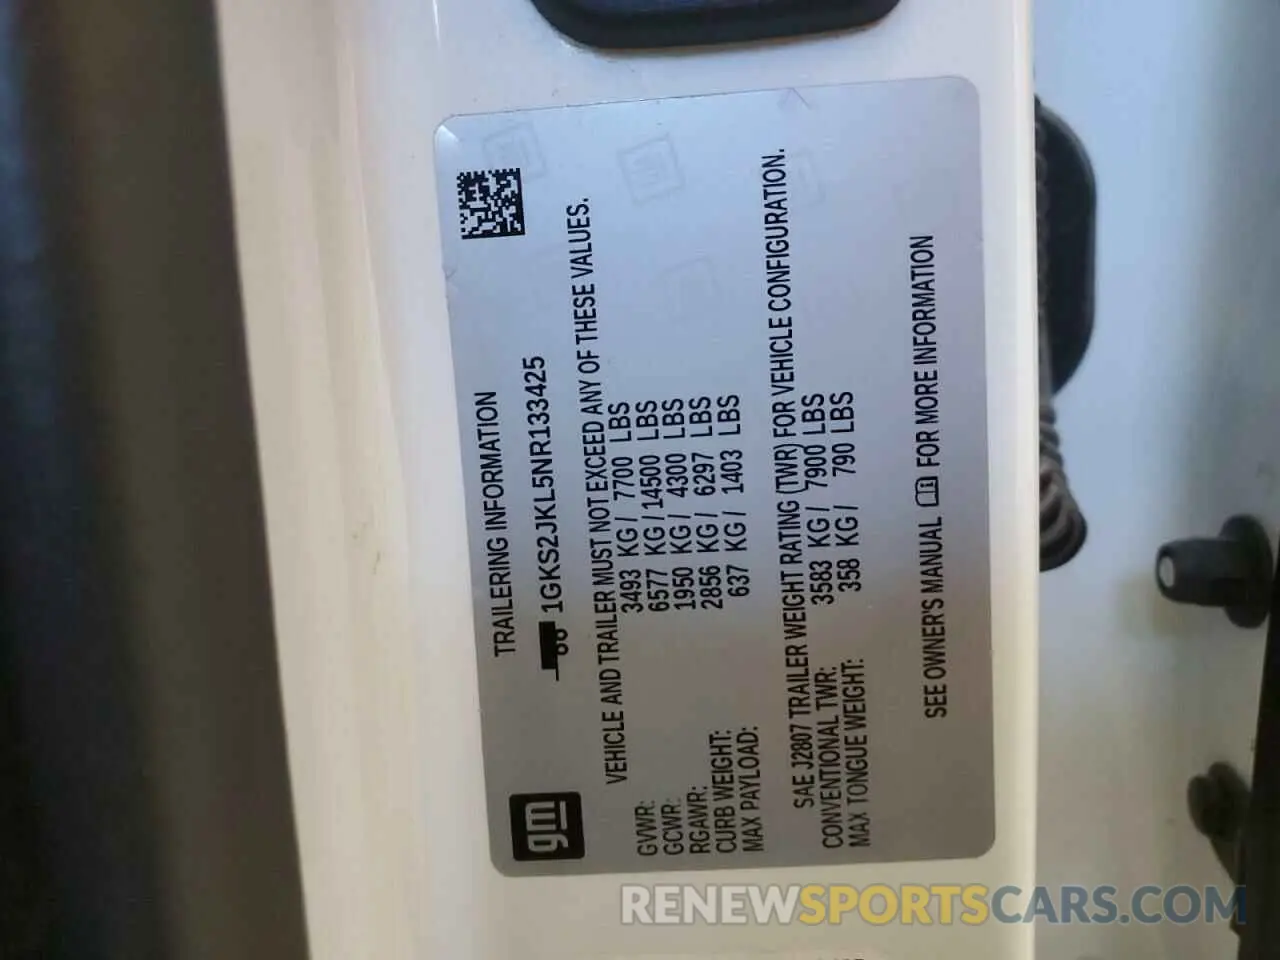 gm
TRAILERING INFORMATION
1GKS2JKL5NR133425
VEHICLE AND TRAILER MUST NOT EXCEED ANY OF THESE VALUES.
GVWR: 3493 KG / 7700 LBS
GCWR: 6577 KG / 14500 LBS
RGAWR: 1950 KG / 4300 LBS
CURB WEIGHT: 2856 KG / 6297 LBS
MAX PAYLOAD: 637 KG / 1403 LBS
SAE J2807 TRAILER WEIGHT RATING (TWR) FOR VEHICLE CONFIGURATION.
CONVENTIONAL TWR: 3583 KG / 7900 LBS
MAX TONGUE WEIGHT: 358 KG / 790 LBS
SEE OWNER'S MANUAL FOR MORE INFORMATION
RENEWSPORTSCARS.COM